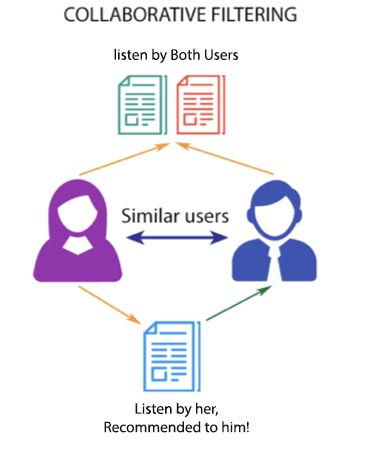 COLLABORATIVE FILTERING
listen by Both Users
Similar users
Listen by her,
Recommended to him!